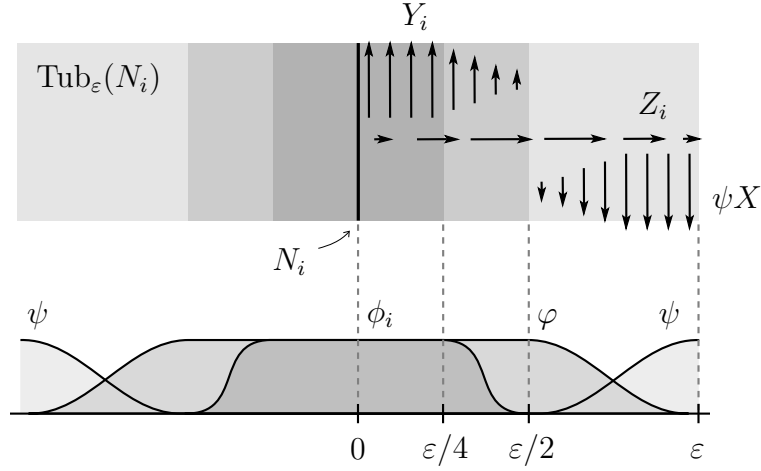 Y_i
Tub_ε(N_i)
Z_i
ψX
N_i
ψ ϕ_i φ ψ
0 ε/4 ε/2 ε